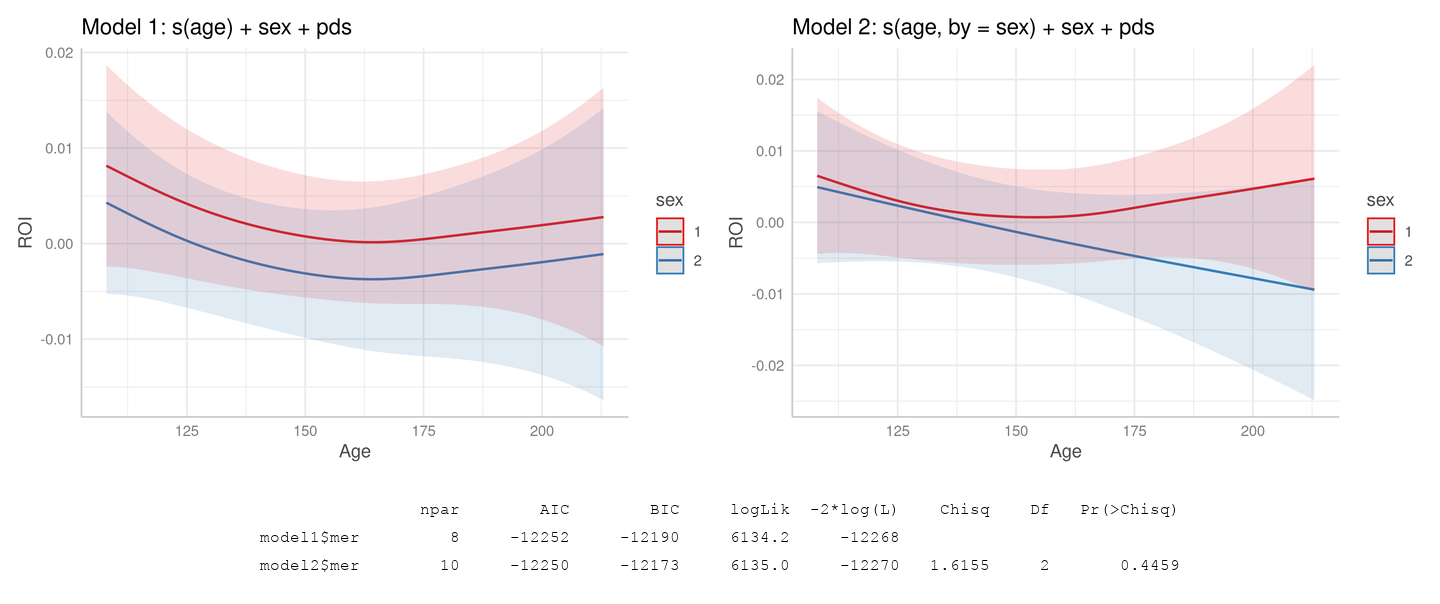 Model 1: s(age) + sex + pds
0.02
0.01
0.00
-0.01
ROI
125 150 175 200
Age
sex
1
2
Model 2: s(age, by = sex) + sex + pds
0.02
0.01
0.00
-0.01
-0.02
ROI
125 150 175 200
Age
sex
1
2
npar AIC BIC logLik -2*log(L) Chisq Df Pr(>Chisq)
model1$mer 8 -12252 -12190 6134.2 -12268
model2$mer 10 -12250 -12173 6135.0 -12270 1.6155 2 0.4459